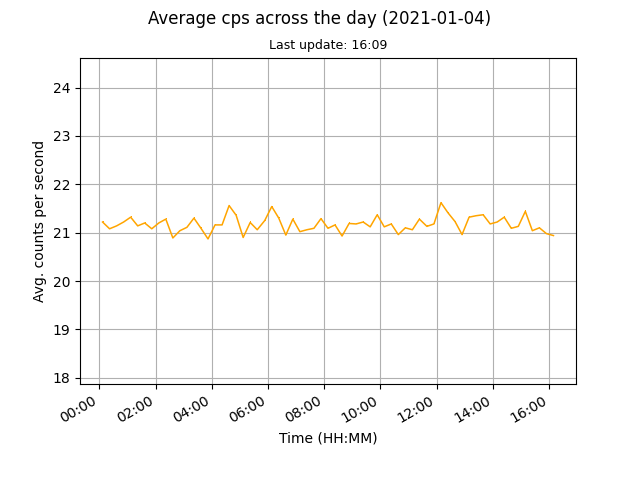 Average cps across the day (2021-01-04)
Last update: 16:09
24
23
22
21
20
19
18
Avg. counts per second
00:00 02:00 04:00 06:00 08:00 10:00 12:00 14:00 16:00
Time (HH:MM)